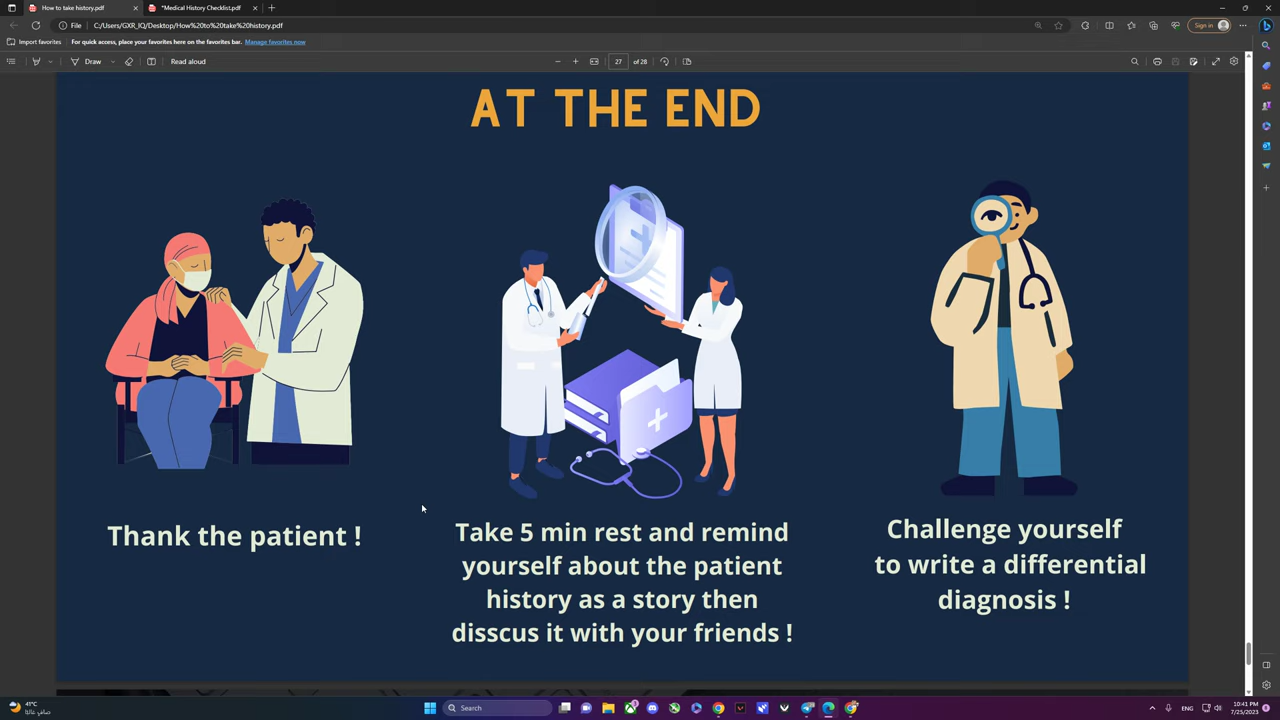 How to take history.pdf
*Medical History Checklist.pdf
File
C:/Users/GXR_IQ/Desktop/How%20to%20take%20history.pdf
Sign in
Import favorites
For quick access, place your favorites here on the favorites bar. Manage favorites now
Draw
Read aloud
27 of 28
AT THE END
Thank the patient !
Take 5 min rest and remind
yourself about the patient
history as a story then
disscus it with your friends !
Challenge yourself
to write a differential
diagnosis !
41°C
صافٍ غالبًا
Search
ENG
10:41 PM
7/25/2023